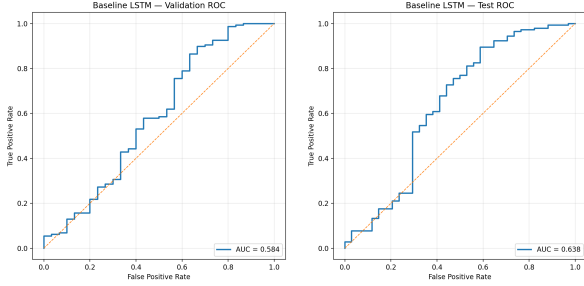 Baseline LSTM — Validation ROC
1.0
0.8
0.6
0.4
0.2
0.0
True Positive Rate
0.0 0.2 0.4 0.6 0.8 1.0
False Positive Rate
AUC = 0.584
Baseline LSTM — Test ROC
1.0
0.8
0.6
0.4
0.2
0.0
True Positive Rate
0.0 0.2 0.4 0.6 0.8 1.0
False Positive Rate
AUC = 0.638